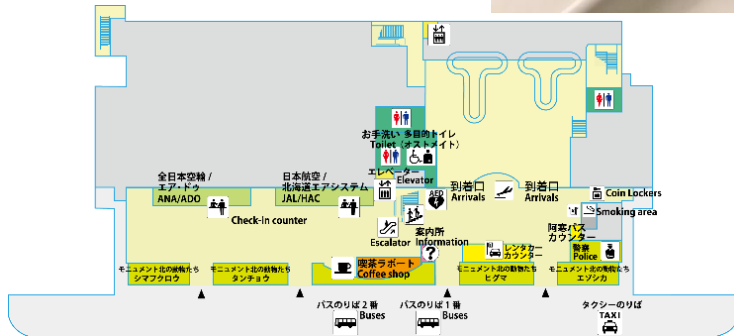 お手洗い 多目的トイレ
Toilet (オストメイト)
エレベーター
Elevator
全日本空輸 /
エア・ドゥ
ANA/ADO
日本航空 /
北海道エアシステム
JAL/HAC
Check-in counter
AED
到着口
Arrivals
到着口
Arrivals
Coin Lockers
Smoking area
阿寒バス
カウンター
Escalator
案内所
Information
?
喫茶ラポート
Coffee shop
レンタカー
カウンター
警察
Police
モニュメント北の動物たち
シマフクロウ
モニュメント北の動物たち
タンチョウ
モニュメント北の動物たち
ヒグマ
モニュメント北の動物たち
エゾシカ
バスのりば 2 番
Buses
バスのりば 1 番
Buses
タクシーのりば
TAXI